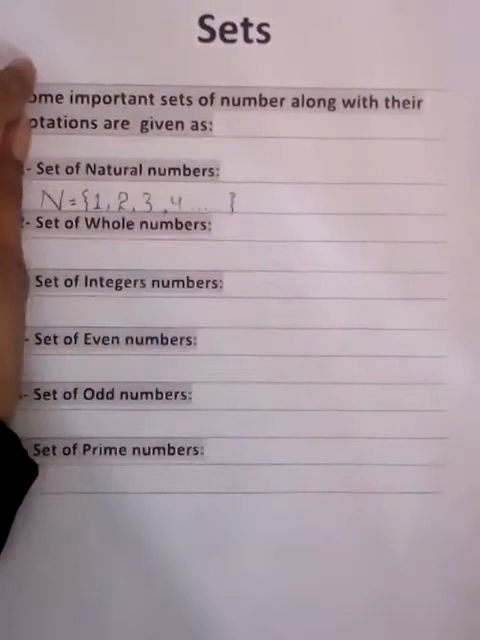 Sets
ome important sets of number along with their
otations are given as:
- Set of Natural numbers:
N={1,2,3,4....}
- Set of Whole numbers:
Set of Integers numbers:
- Set of Even numbers:
- Set of Odd numbers:
Set of Prime numbers: